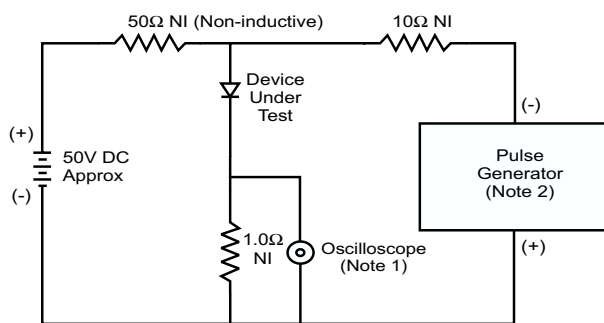 50Ω NI (Non-inductive)
10Ω NI
Device
Under
Test
(-)
(+)
50V DC
Approx
(-)
Pulse
Generator
(Note 2)
1.0Ω
NI
Oscilloscope
(Note 1)
(+)